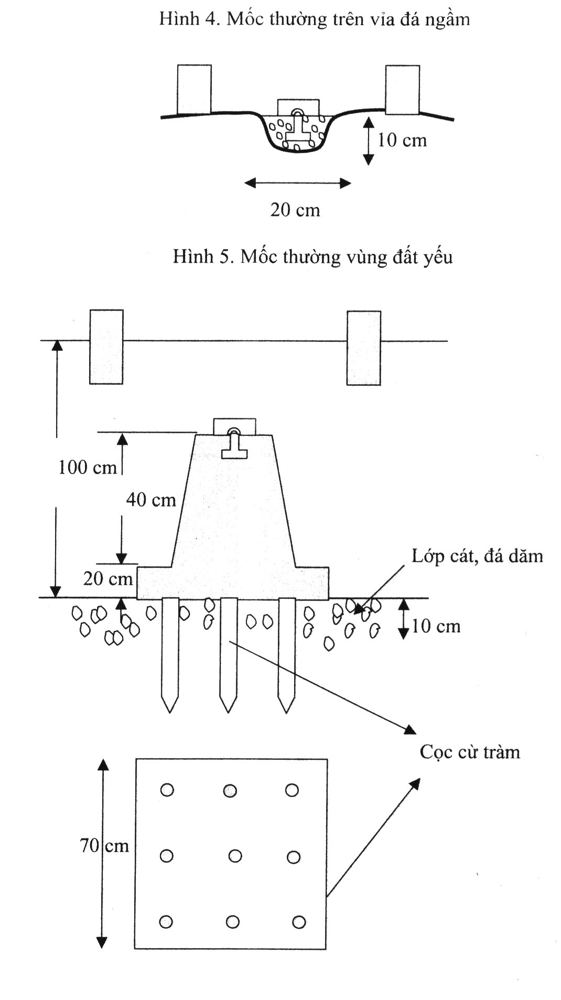 Hình 4. Mốc thường trên vỉa đá ngầm
10 cm
20 cm
Hình 5. Mốc thường vùng đất yếu
100 cm
40 cm
Lớp cát, đá dăm
20 cm
10 cm
Cọc cừ tràm
70 cm